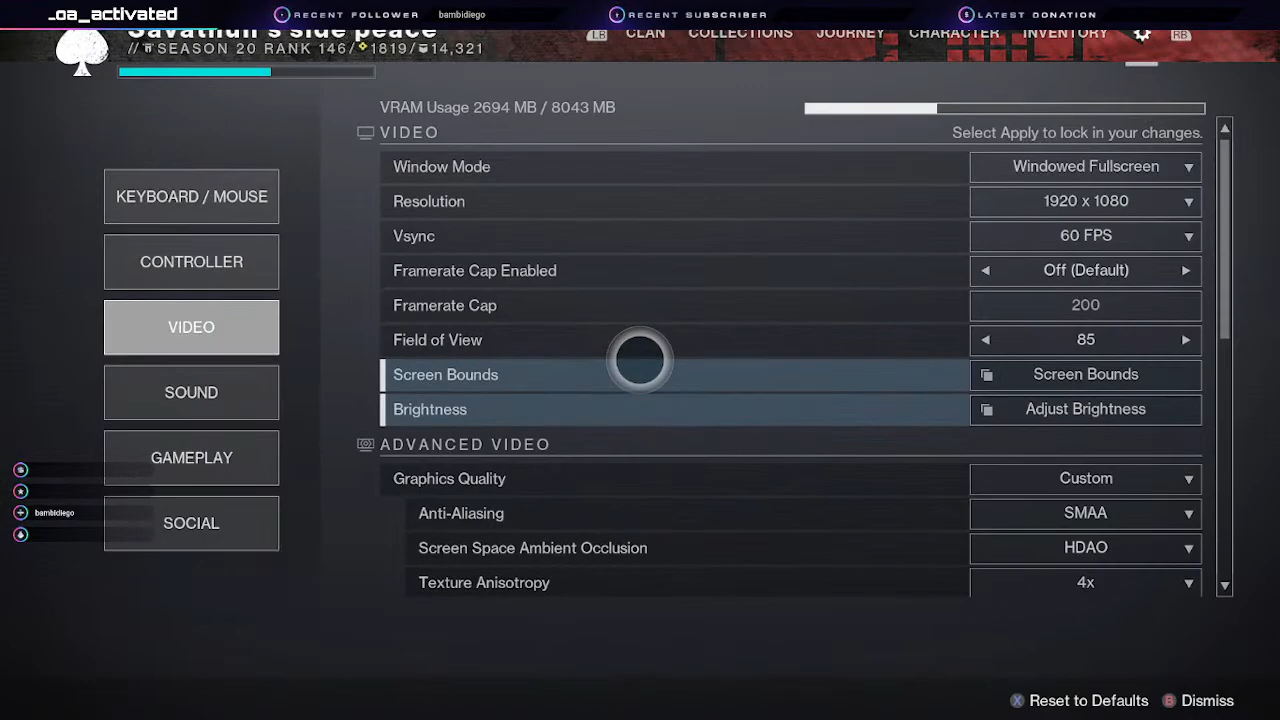 _oa_activated
RECENT FOLLOWER bambidiego
RECENT SUBSCRIBER
LATEST DONATION
Savathun's side peace
// SEASON 20 RANK 146/ 1819/ 14,321
LB CLAN COLLECTIONS JOURNEY CHARACTER INVENTORY RB
VRAM Usage 2694 MB / 8043 MB
VIDEO Select Apply to lock in your changes.
Window Mode Windowed Fullscreen
Resolution 1920 x 1080
Vsync 60 FPS
Framerate Cap Enabled Off (Default)
Framerate Cap 200
Field of View 85
Screen Bounds Screen Bounds
Brightness Adjust Brightness
ADVANCED VIDEO
Graphics Quality Custom
Anti-Aliasing SMAA
Screen Space Ambient Occlusion HDAO
Texture Anisotropy 4x
KEYBOARD / MOUSE
CONTROLLER
VIDEO
SOUND
GAMEPLAY
SOCIAL
bambidiego
X Reset to Defaults B Dismiss